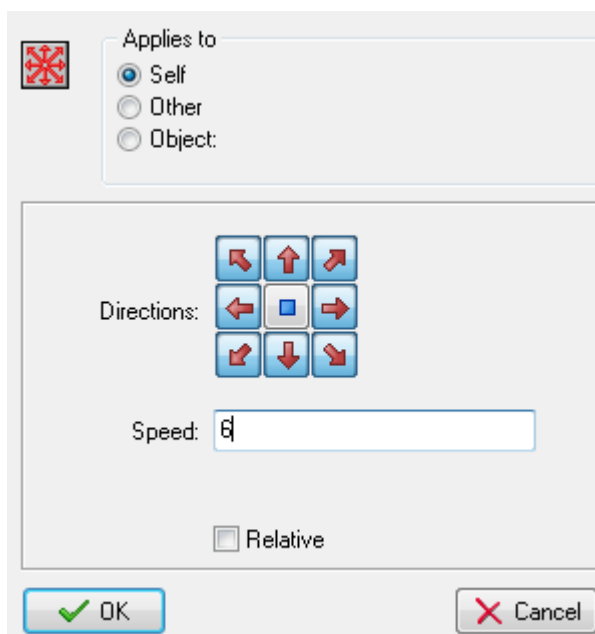 Applies to
Self
Other
Object:
Directions:
Speed: 6
Relative
OK Cancel